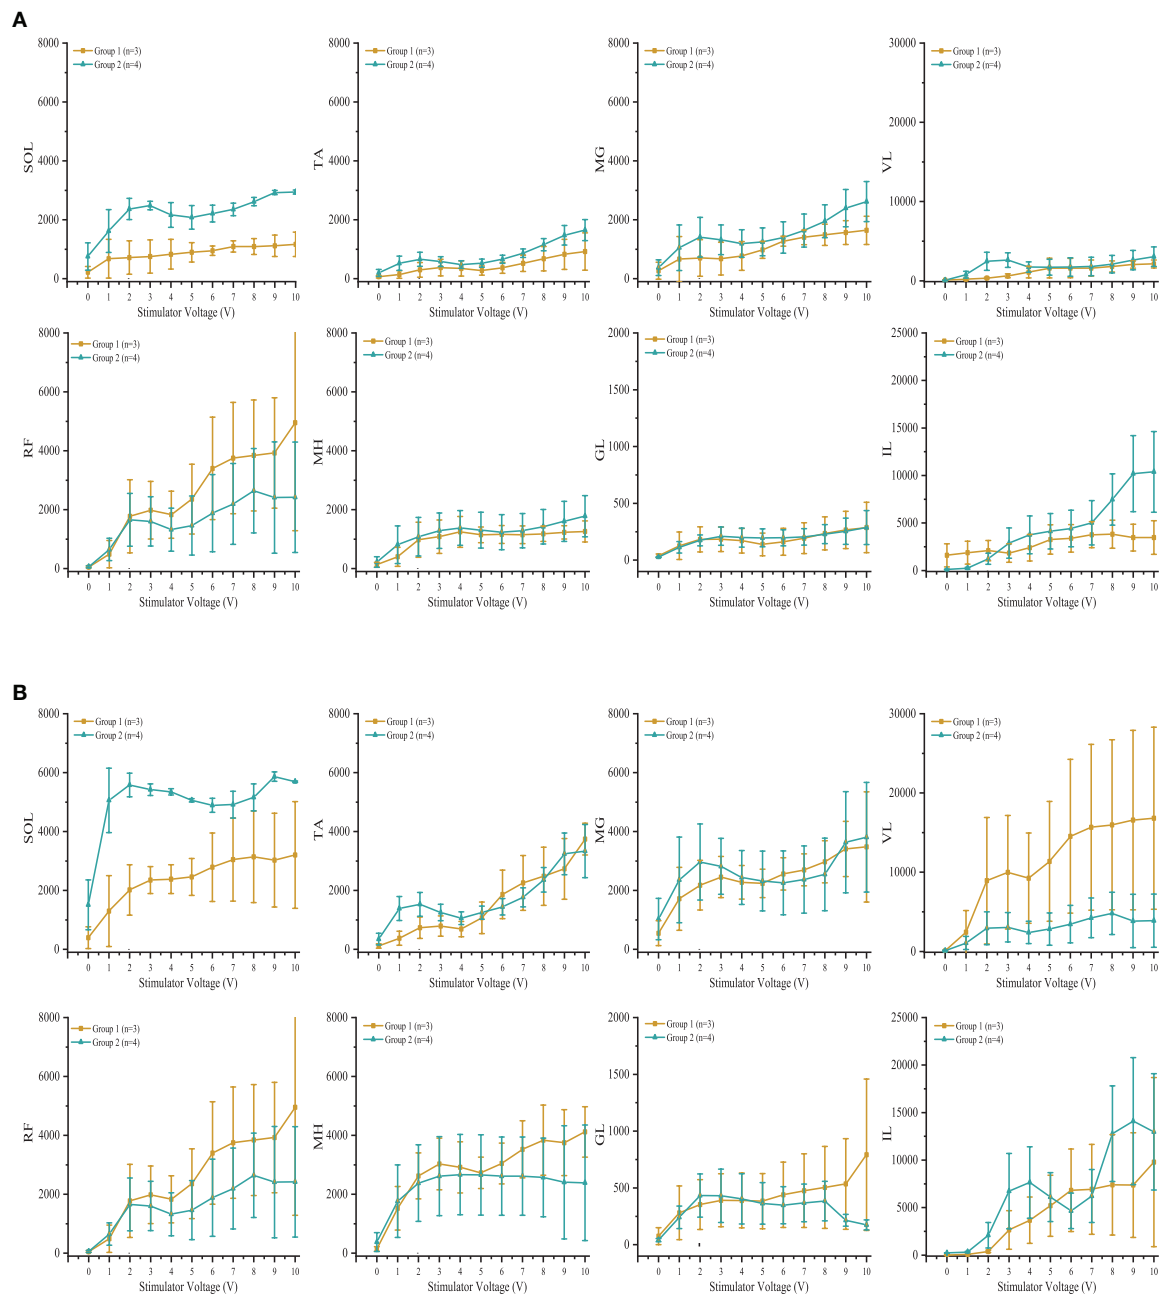 A
8000
6000
4000
2000
0
SOL
Group 1 (n=3)
Group 2 (n=4)
0 1 2 3 4 5 6 7 8 9 10
Stimulator Voltage (V)
8000
6000
4000
2000
0
TA
Group 1 (n=3)
Group 2 (n=4)
0 1 2 3 4 5 6 7 8 9 10
Stimulator Voltage (V)
8000
6000
4000
2000
0
MG
Group 1 (n=3)
Group 2 (n=4)
0 1 2 3 4 5 6 7 8 9 10
Stimulator Voltage (V)
30000
20000
10000
0
VL
Group 1 (n=3)
Group 2 (n=4)
0 1 2 3 4 5 6 7 8 9 10
Stimulator Voltage (V)
8000
6000
4000
2000
0
RF
Group 1 (n=3)
Group 2 (n=4)
0 1 2 3 4 5 6 7 8 9 10
Stimulator Voltage (V)
8000
6000
4000
2000
0
MH
Group 1 (n=3)
Group 2 (n=4)
0 1 2 3 4 5 6 7 8 9 10
Stimulator Voltage (V)
2000
1500
1000
500
0
GL
Group 1 (n=3)
Group 2 (n=4)
0 1 2 3 4 5 6 7 8 9 10
Stimulator Voltage (V)
25000
20000
15000
10000
5000
0
IL
Group 1 (n=3)
Group 2 (n=4)
0 1 2 3 4 5 6 7 8 9 10
Stimulator Voltage (V)
B
8000
6000
4000
2000
0
SOL
Group 1 (n=3)
Group 2 (n=4)
0 1 2 3 4 5 6 7 8 9 10
Stimulator Voltage (V)
8000
6000
4000
2000
0
TA
Group 1 (n=3)
Group 2 (n=4)
0 1 2 3 4 5 6 7 8 9 10
Stimulator Voltage (V)
8000
6000
4000
2000
0
MG
Group 1 (n=3)
Group 2 (n=4)
0 1 2 3 4 5 6 7 8 9 10
Stimulator Voltage (V)
30000
20000
10000
0
VL
Group 1 (n=3)
Group 2 (n=4)
0 1 2 3 4 5 6 7 8 9 10
Stimulator Voltage (V)
8000
6000
4000
2000
0
RF
Group 1 (n=3)
Group 2 (n=4)
0 1 2 3 4 5 6 7 8 9 10
Stimulator Voltage (V)
8000
6000
4000
2000
0
MH
Group 1 (n=3)
Group 2 (n=4)
0 1 2 3 4 5 6 7 8 9 10
Stimulator Voltage (V)
2000
1500
1000
500
0
GL
Group 1 (n=3)
Group 2 (n=4)
0 1 2 3 4 5 6 7 8 9 10
Stimulator Voltage (V)
25000
20000
15000
10000
5000
0
IL
Group 1 (n=3)
Group 2 (n=4)
0 1 2 3 4 5 6 7 8 9 10
Stimulator Voltage (V)